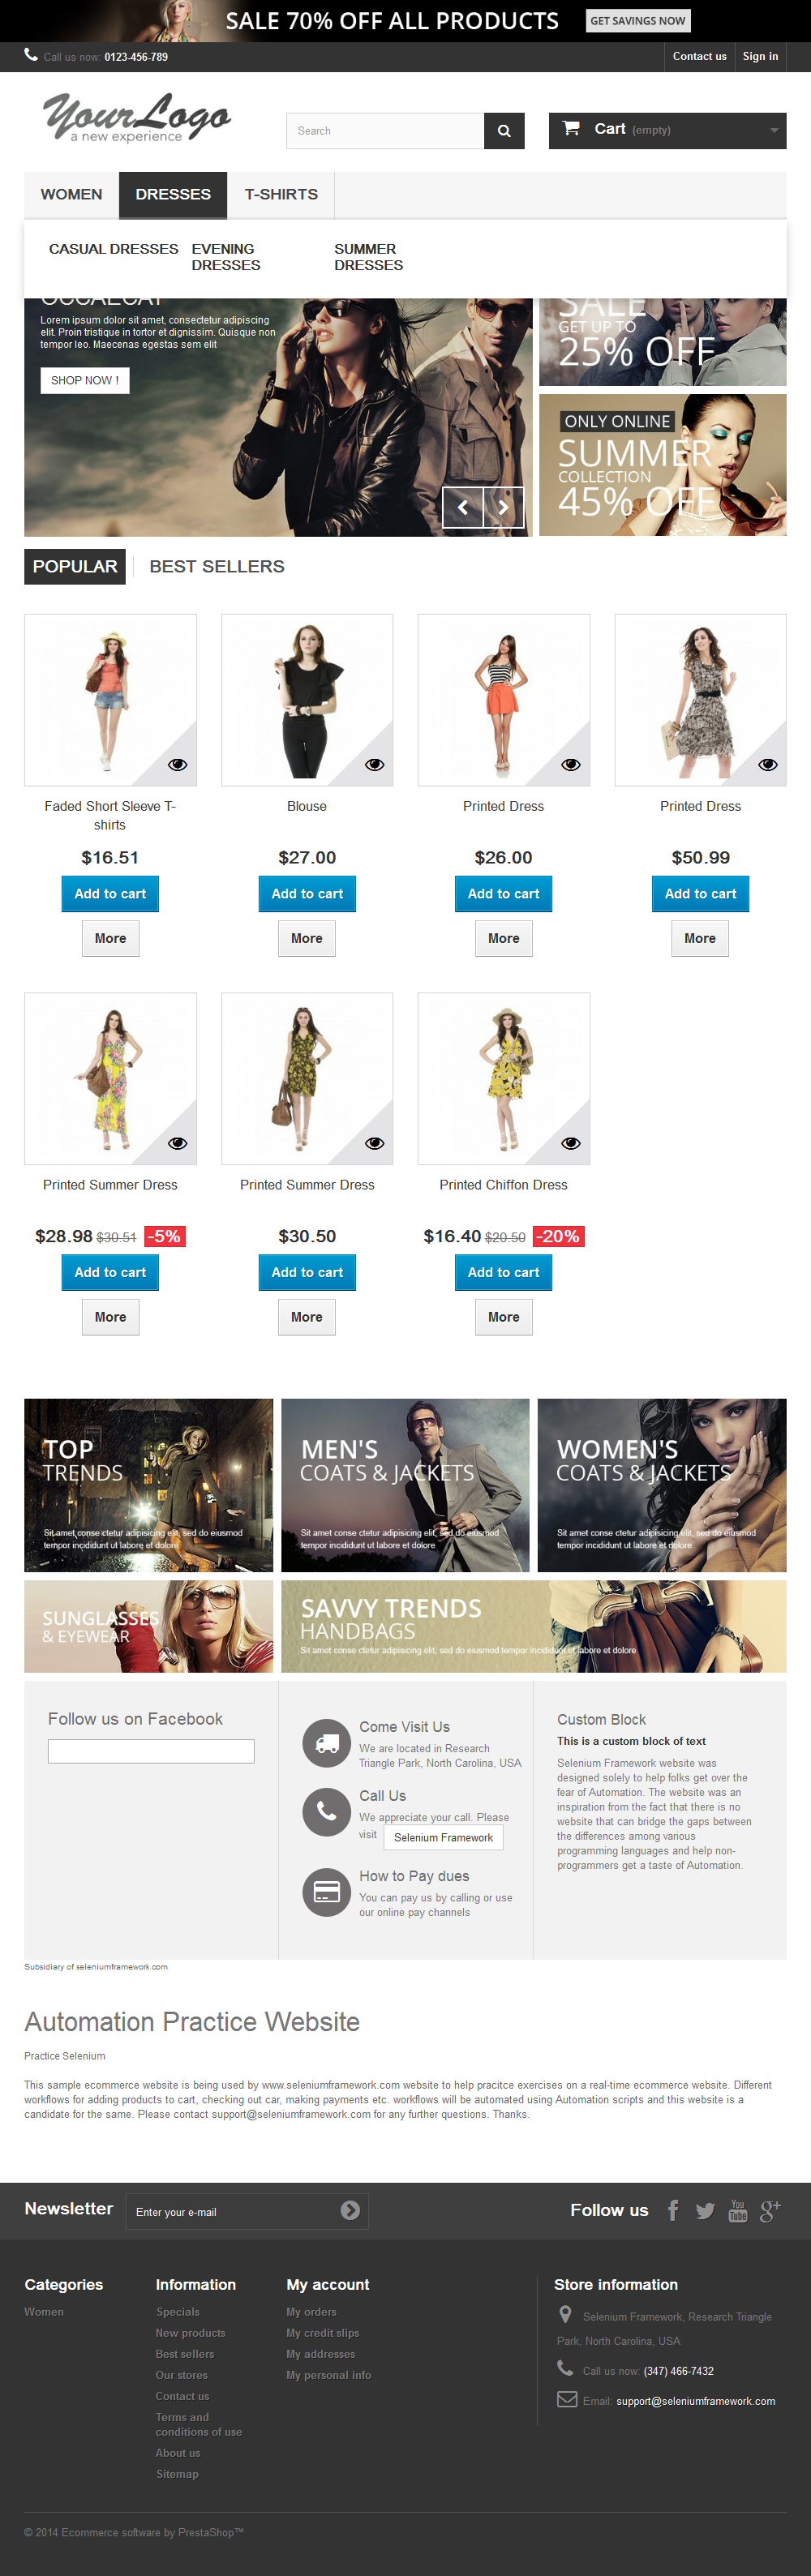 SALE 70% OFF ALL PRODUCTS GET SAVINGS NOW
Call us now: 0123-456-789
Contact us Sign in
YourLogo
a new experience
Search
Cart (empty)
WOMEN DRESSES T-SHIRTS
CASUAL DRESSES
EVENING
DRESSES
SUMMER
DRESSES
Lorem ipsum dolor sit amet, consectetur adipiscing
elit. Proin tristique in tortor et dignissim. Quisque non
tempor leo. Maecenas egestas sem elit
SHOP NOW !
SALE
GET UP TO
25% OFF
ONLY ONLINE
SUMMER
COLLECTION
45% OFF
POPULAR BEST SELLERS
Faded Short Sleeve T-
shirts
$16.51
Add to cart
More
Blouse
$27.00
Add to cart
More
Printed Dress
$26.00
Add to cart
More
Printed Dress
$50.99
Add to cart
More
Printed Summer Dress
$28.98 $30.51 -5%
Add to cart
More
Printed Summer Dress
$30.50
Add to cart
More
Printed Chiffon Dress
$16.40 $20.50 -20%
Add to cart
More
TOP
TRENDS
Sit amet conse ctetur adipisicing elit, sed do eiusmod
tempor incididunt ut labore et dolore
MEN'S
COATS & JACKETS
Sit amet conse ctetur adipisicing elit, sed do eiusmod
tempor incididunt ut labore et dolore
WOMEN'S
COATS & JACKETS
Sit amet conse ctetur adipisicing elit, sed do eiusmod
tempor incididunt ut labore et dolore
SUNGLASSES
& EYEWEAR
SAVVY TRENDS
HANDBAGS
Sit amet conse ctetur adipisicing elit, sed do eiusmod tempor incididunt ut labore et dolore
Follow us on Facebook
Come Visit Us
We are located in Research
Triangle Park, North Carolina, USA
Call Us
We appreciate your call. Please
visit Selenium Framework
How to Pay dues
You can pay us by calling or use
our online pay channels
Custom Block
This is a custom block of text
Selenium Framework website was
designed solely to help folks get over the
fear of Automation. The website was an
inspiration from the fact that there is no
website that can bridge the gaps between
the differences among various
programming languages and help non-
programmers get a taste of Automation.
Subsidiary of seleniumframework.com
Automation Practice Website
Practice Selenium
This sample ecommerce website is being used by www.seleniumframework.com website to help pracitce exercises on a real-time ecommerce website. Different
workflows for adding products to cart, checking out car, making payments etc. workflows will be automated using Automation scripts and this website is a
candidate for the same. Please contact support@seleniumframework.com for any further questions. Thanks.
Newsletter Enter your e-mail
Follow us
You
Tube
Categories
Women
Information
Specials
New products
Best sellers
Our stores
Contact us
Terms and
conditions of use
About us
Sitemap
My account
My orders
My credit slips
My addresses
My personal info
Store information
Selenium Framework, Research Triangle
Park, North Carolina, USA
Call us now: (347) 466-7432
Email: support@seleniumframework.com
© 2014 Ecommerce software by PrestaShop™